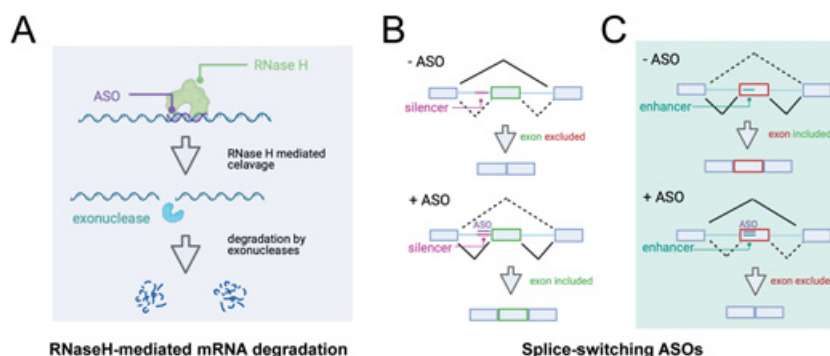 A
RNase H
ASO
RNase H mediated
celavage
exonuclease
degradation by
exonucleases
RNaseH-mediated mRNA degradation
B
- ASO
silencer
exon excluded
+ ASO
ASO
silencer
exon included
C
- ASO
enhancer
exon included
+ ASO
ASO
enhancer
exon excluded
Splice-switching ASOs